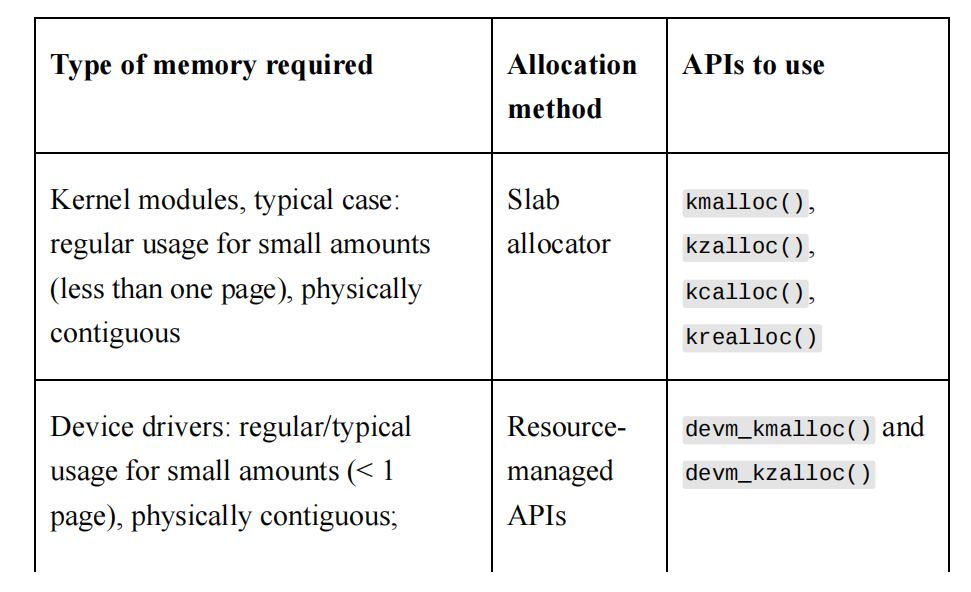 Type of memory required
Allocation
method
APIs to use
Kernel modules, typical case:
regular usage for small amounts
(less than one page), physically
contiguous
Slab
allocator
kmalloc(),
kzalloc(),
kcalloc(),
krealloc()
Device drivers: regular/typical
usage for small amounts (< 1
page), physically contiguous;
Resource-
managed
APIs
devm_kmalloc() and
devm_kzalloc()